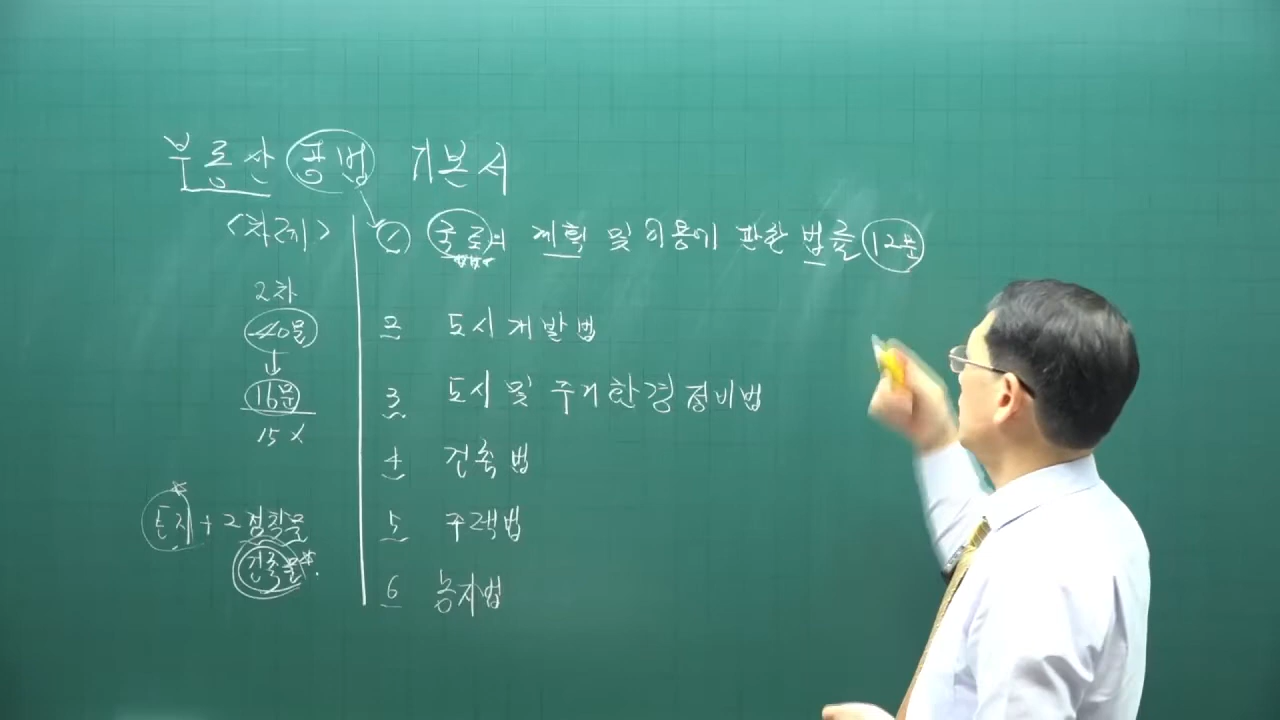 부동산 공법 기본서
<차례>
2차
40문
↓
16문
15 X
토지 + 2 정착물
건축물
1 국토의 계획 및 이용에 관한 법률 12문
2 도시개발법
3 도시 및 주거환경정비법
4 건축법
5 주택법
6 농지법